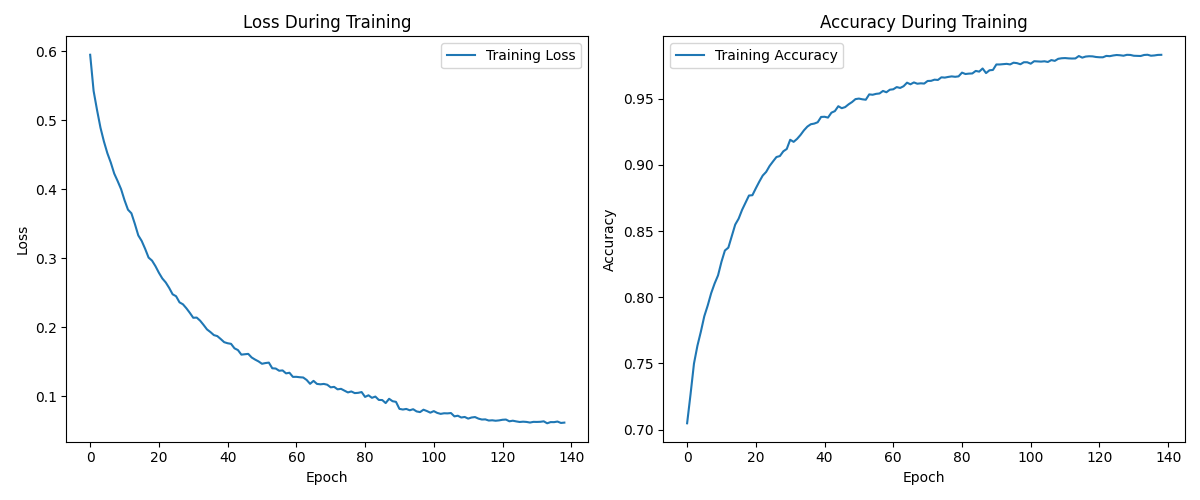 Loss During Training
Training Loss
Loss
0.6
0.5
0.4
0.3
0.2
0.1
0 20 40 60 80 100 120 140
Epoch
Accuracy During Training
Training Accuracy
Accuracy
0.95
0.90
0.85
0.80
0.75
0.70
0 20 40 60 80 100 120 140
Epoch